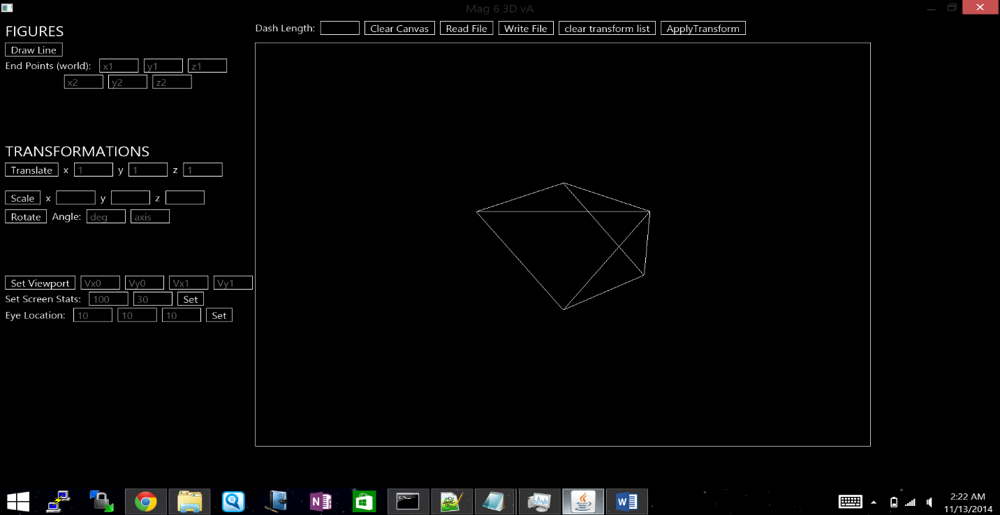 Mag 6 3D vA
FIGURES
Dash Length: Clear Canvas Read File Write File clear transform list ApplyTransform
Draw Line
End Points (world): x1 y1 z1
x2 y2 z2
TRANSFORMATIONS
Translate x 1 y 1 z 1
Scale x y z
Rotate Angle: deg axis
Set Viewport Vx0 Vy0 Vx1 Vy1
Set Screen Stats: 100 30 Set
Eye Location: 10 10 10 Set
2:22 AM
11/13/2014